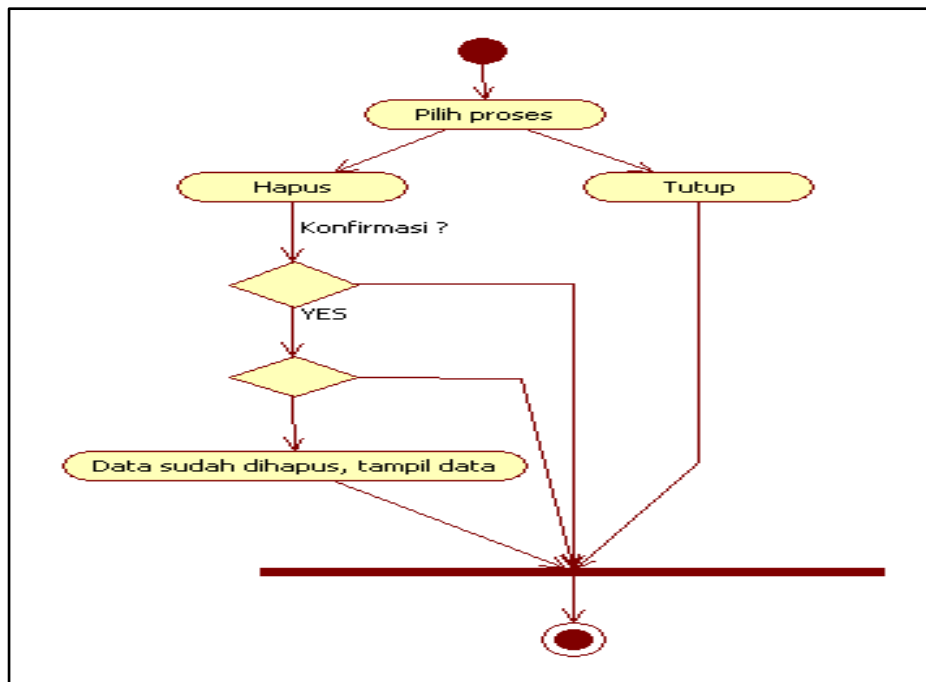 Pilih proses
Hapus
Tutup
Konfirmasi ?
YES
Data sudah dihapus, tampil data